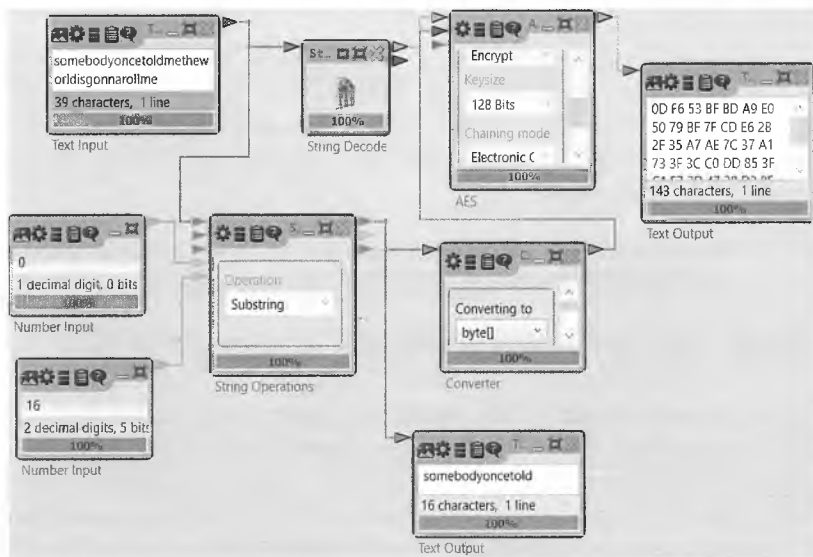 T...
somebodyoncetoldmethew
orldisgonnarollme
39 characters, 1 line
100%
Text Input
St...
100%
String Decode
A...
Encrypt
Keysize
128 Bits
Chaining mode
Electronic C
100%
AES
T...
0D F6 53 BF BD A9 E0
50 79 BF 7F CD E6 2B
2F 35 A7 AE 7C 37 A1
73 3F 3C C0 DD 85 3F
143 characters, 1 line
100%
Text Output
0
1 decimal digit, 0 bits
100%
Number Input
16
2 decimal digits, 5 bits
100%
Number Input
S...
Operation
Substring
100%
String Operations
Converting to
byte[]
100%
Converter
T...
somebodyoncetold
16 characters, 1 line
100%
Text Output